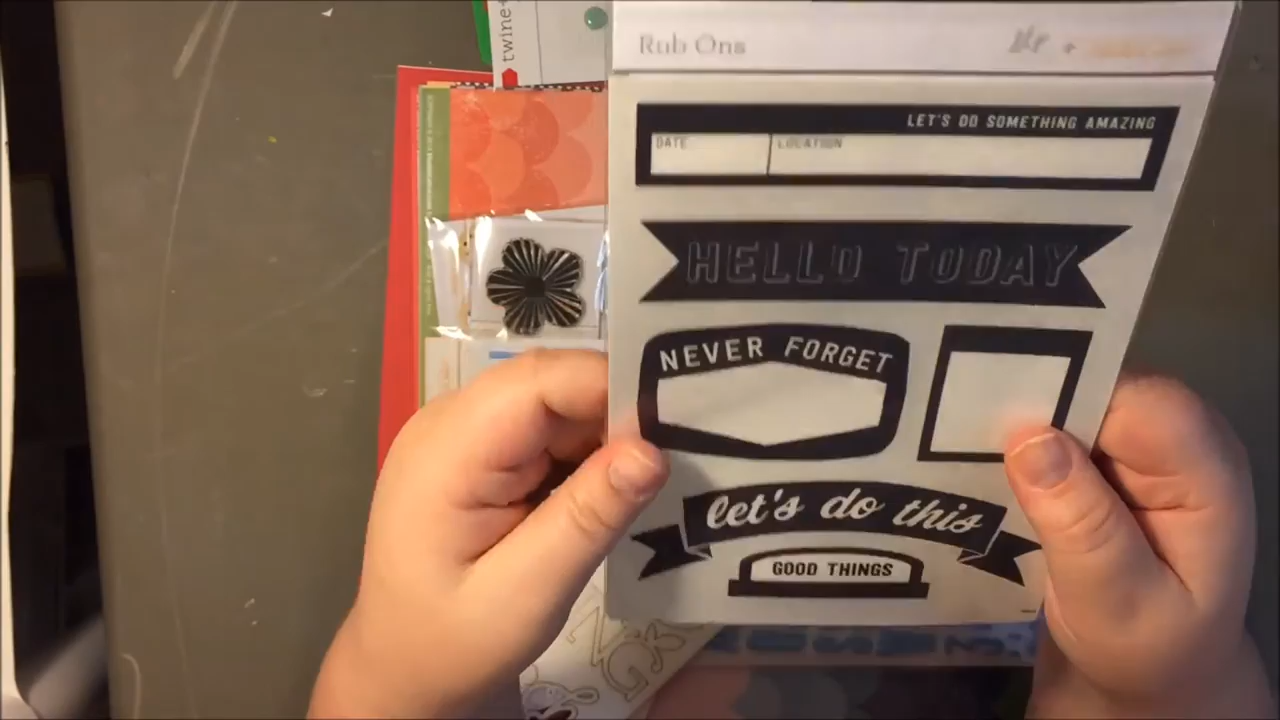 twine
Rub Ons
LET'S DO SOMETHING AMAZING
DATE LOCATION
HELLO TODAY
NEVER FORGET
let's do this
GOOD THINGS